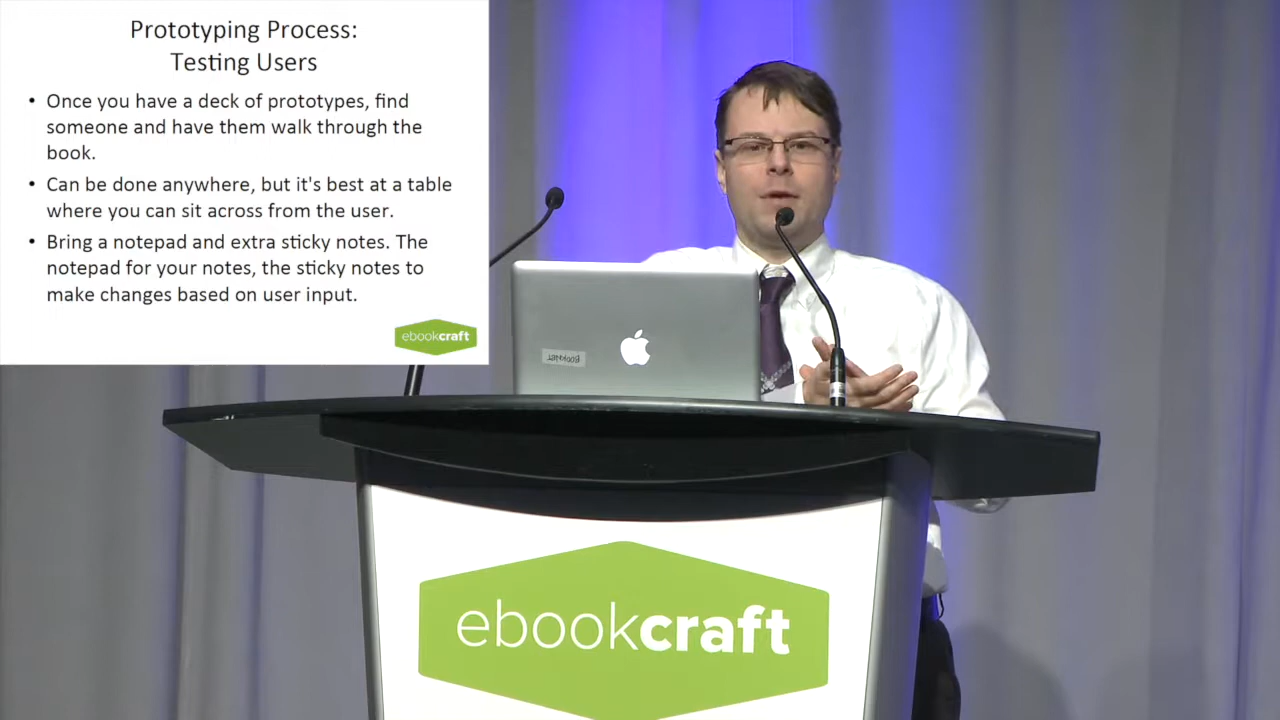 Prototyping Process:
Testing Users
• Once you have a deck of prototypes, find
someone and have them walk through the
book.
• Can be done anywhere, but it's best at a table
where you can sit across from the user.
• Bring a notepad and extra sticky notes. The
notepad for your notes, the sticky notes to
make changes based on user input.
ebookcraft
BOOKNET
ebookcraft